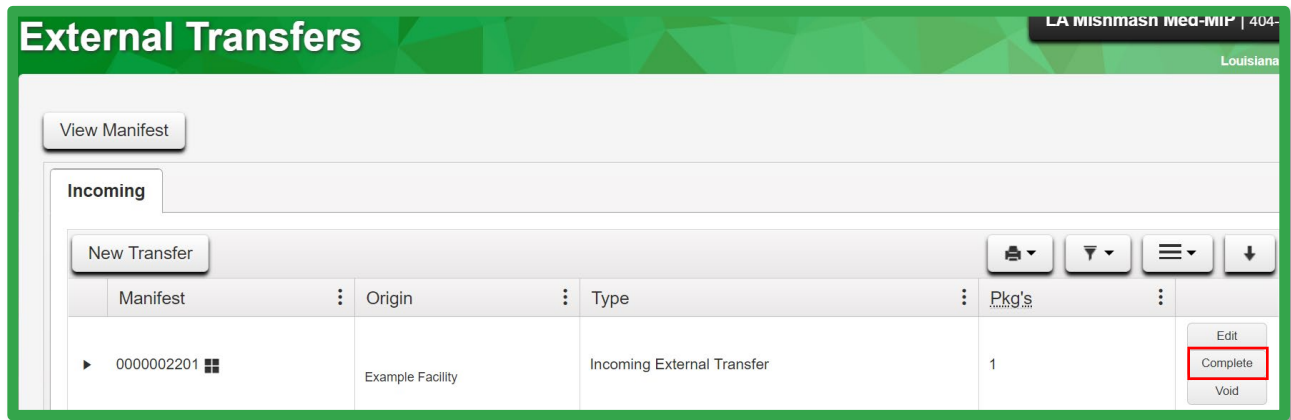 External Transfers
LA Mishmash Med-MIP | 404-
Louisiana
View Manifest
Incoming
New Transfer
Manifest Origin Type Pkg's
0000002201 Example Facility Incoming External Transfer 1
Edit
Complete
Void